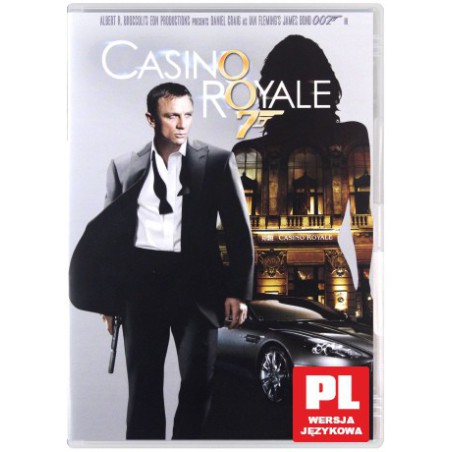 ALBERT R. BROCCOLI'S EON PRODUCTIONS PRESENTS DANIEL CRAIG AS IAN FLEMING'S JAMES BOND 007 IN
CASINO
ROYALE
7
CASINO ROYALE
PL
WERSJA
JĘZYKOWA